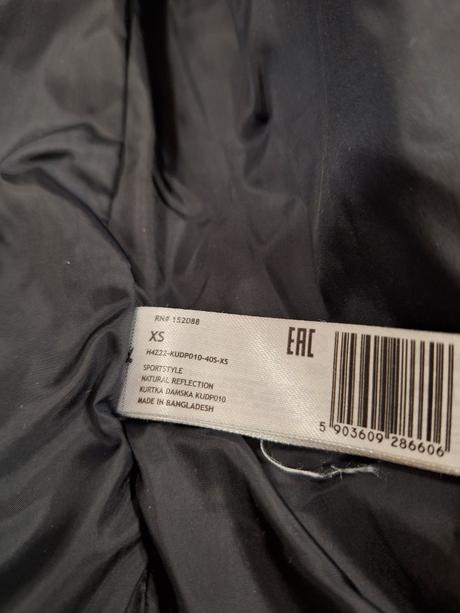 RN# 152088
XS
H4Z22-KUDP010-40S-XS
SPORTSTYLE
NATURAL REFLECTION
KURTKA DAMSKA KUDP010
MADE IN BANGLADESH
EAC
5 903609 286606